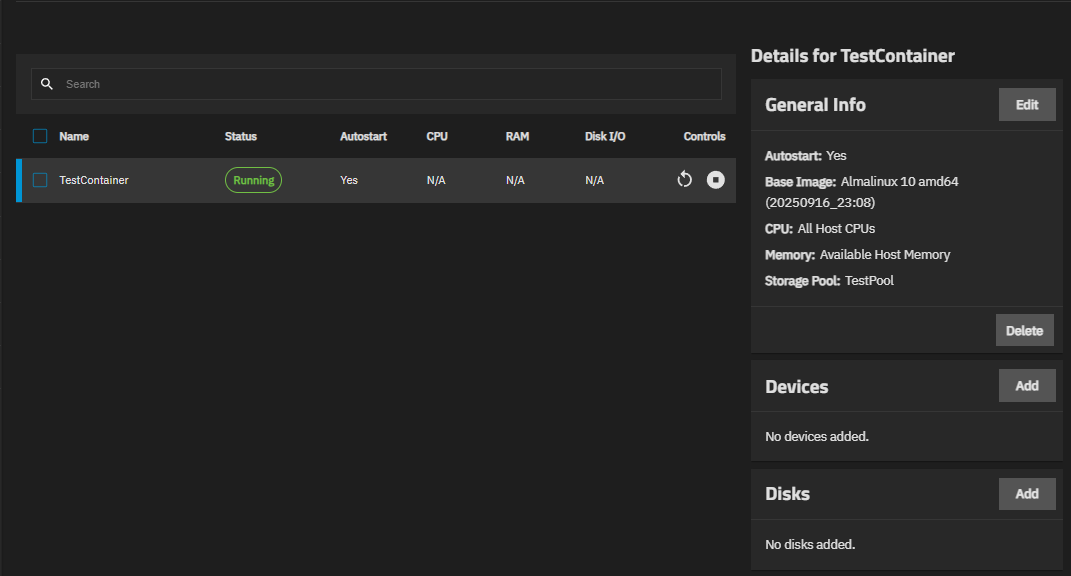 Search
Name Status Autostart CPU RAM Disk I/O Controls
TestContainer Running Yes N/A N/A N/A
Details for TestContainer
General Info Edit
Autostart: Yes
Base Image: Almalinux 10 amd64
(20250916_23:08)
CPU: All Host CPUs
Memory: Available Host Memory
Storage Pool: TestPool
Delete
Devices Add
No devices added.
Disks Add
No disks added.